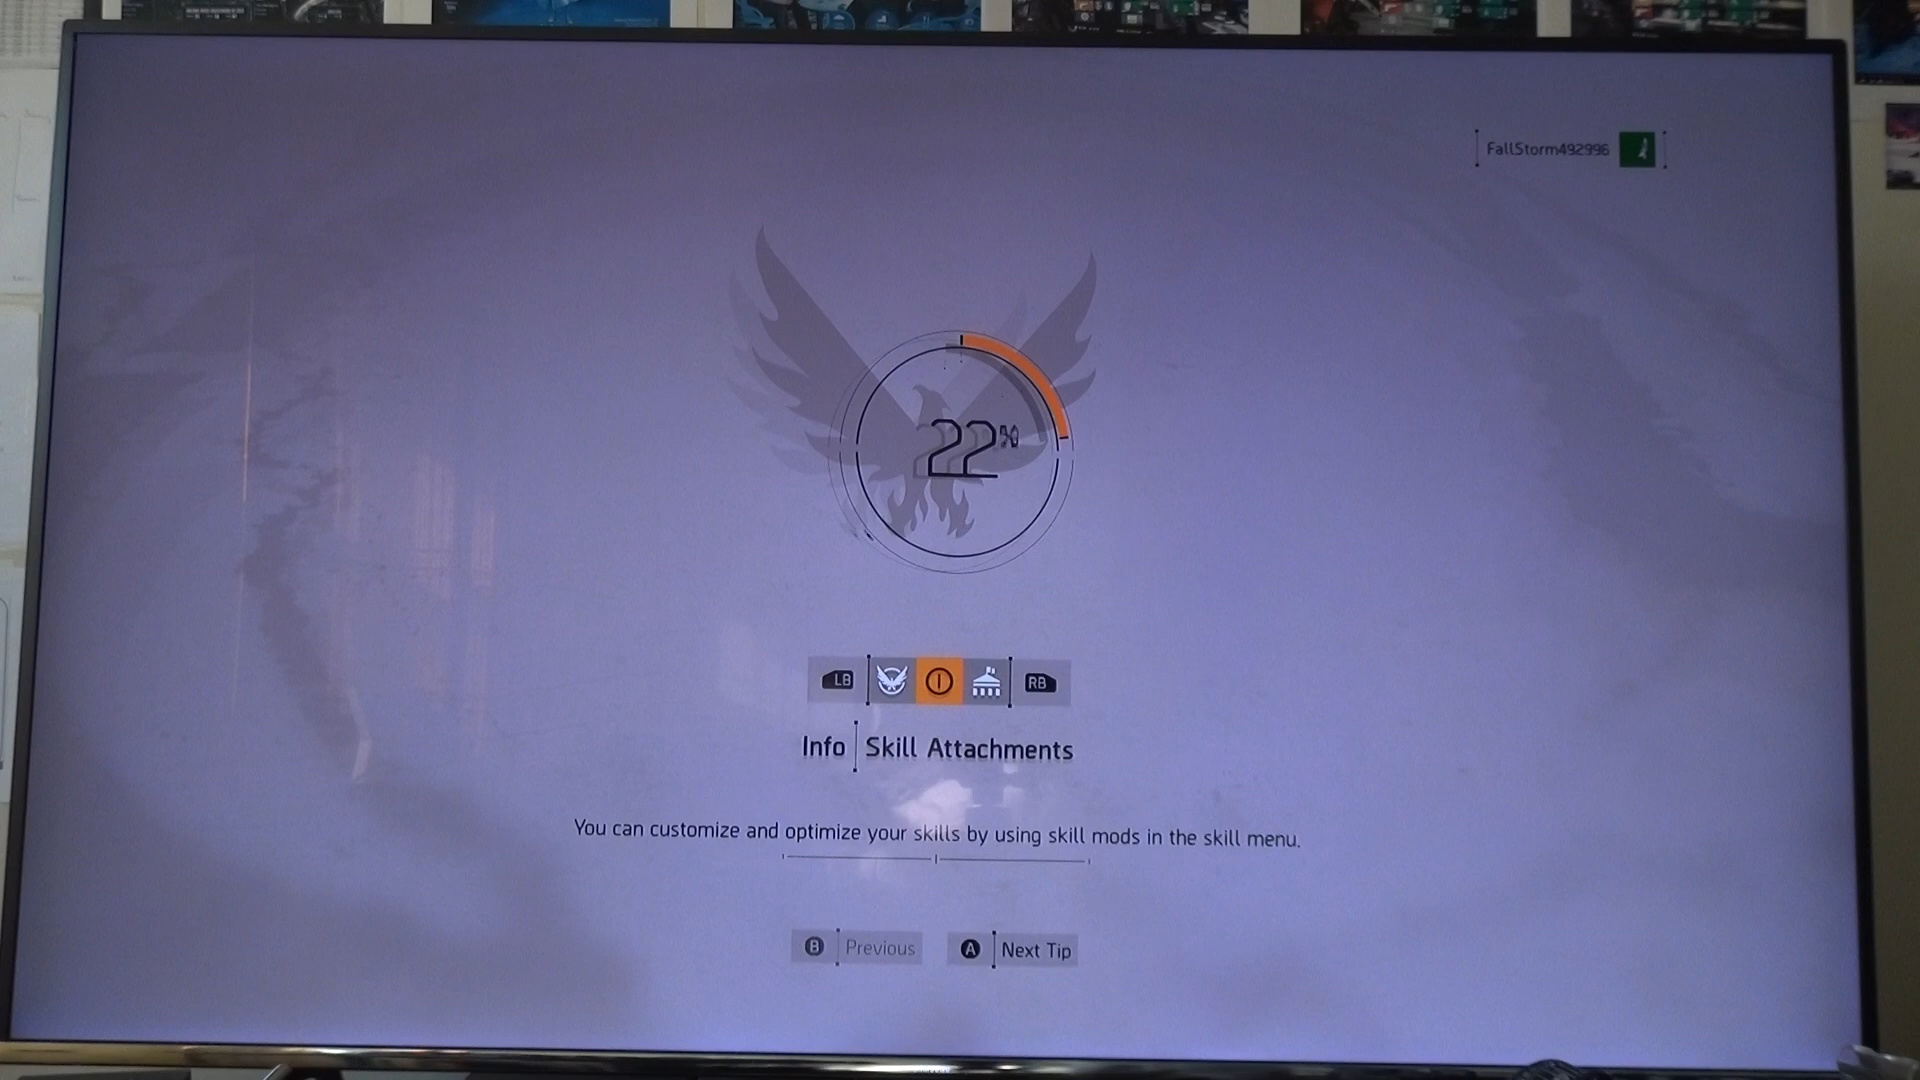 FallStorm492996
22%
LB
RB
Info Skill Attachments
You can customize and optimize your skills by using skill mods in the skill menu.
B Previous A Next Tip